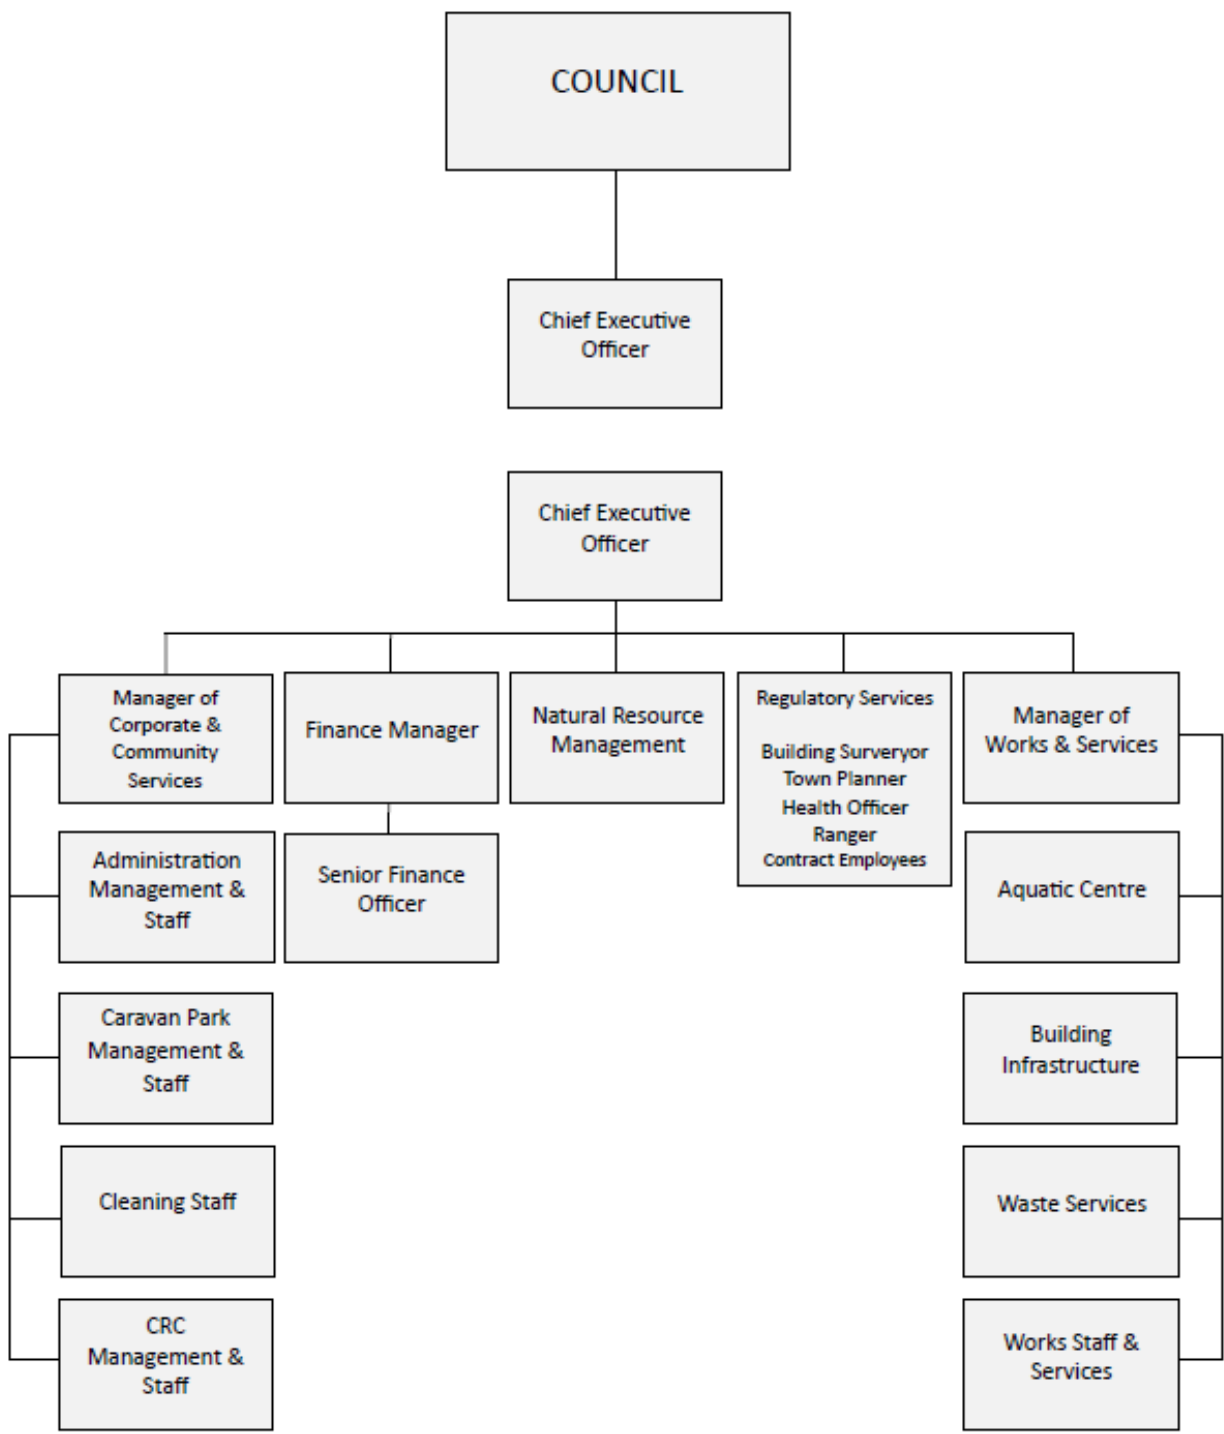 COUNCIL
Chief Executive
Officer
Chief Executive
Officer
Manager of
Corporate &
Community
Services
Finance Manager
Natural Resource
Management
Regulatory Services
Building Surveryor
Town Planner
Health Officer
Ranger
Contract Employees
Manager of
Works & Services
Administration
Management &
Staff
Senior Finance
Officer
Aquatic Centre
Caravan Park
Management &
Staff
Building
Infrastructure
Cleaning Staff
Waste Services
CRC
Management &
Staff
Works Staff &
Services